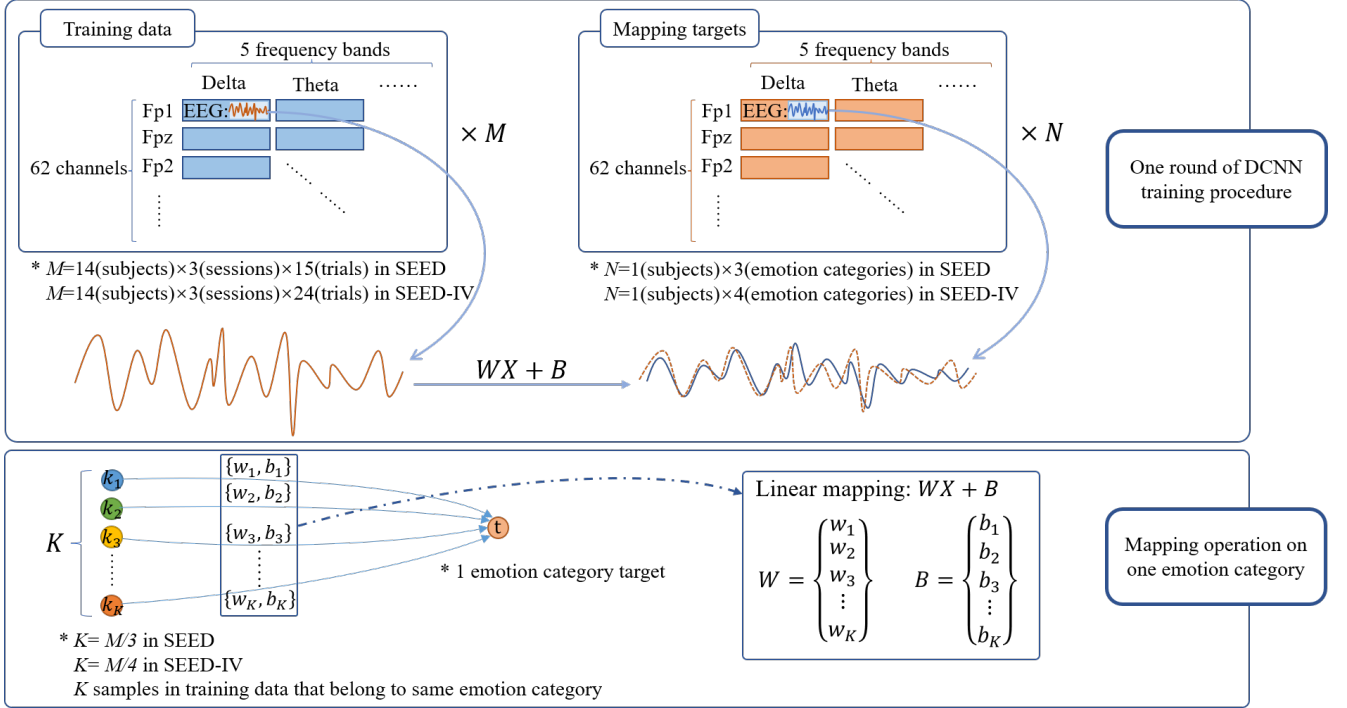 Training data
5 frequency bands
Delta Theta ······
Fp1 EEG:
Fpz
62 channels Fp2
× M
* M=14(subjects)×3(sessions)×15(trials) in SEED
M=14(subjects)×3(sessions)×24(trials) in SEED-IV
Mapping targets
5 frequency bands
Delta Theta ······
Fp1 EEG:
Fpz
62 channels Fp2
× N
* N=1(subjects)×3(emotion categories) in SEED
N=1(subjects)×4(emotion categories) in SEED-IV
WX + B
One round of DCNN
training procedure
K
k₁
k₂
k₃
k_K
{w₁, b₁}
{w₂, b₂}
{w₃, b₃}
{w_K, b_K}
t
* 1 emotion category target
* K= M/3 in SEED
K= M/4 in SEED-IV
K samples in training data that belong to same emotion category
Linear mapping: WX + B
W =
w₁
w₂
w₃
⋮
w_K
B =
b₁
b₂
b₃
⋮
b_K
Mapping operation on
one emotion category